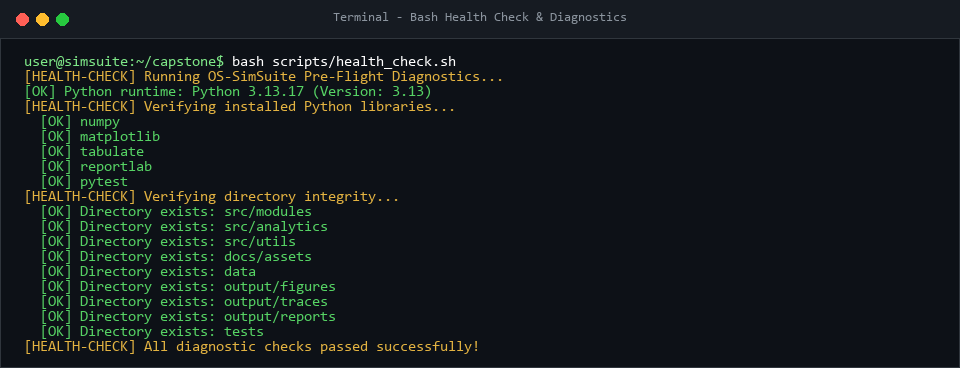 Terminal - Bash Health Check & Diagnostics
user@simsuite:~/capstone$ bash scripts/health_check.sh
[HEALTH-CHECK] Running OS-SimSuite Pre-Flight Diagnostics...
[OK] Python runtime: Python 3.13.17 (Version: 3.13)
[HEALTH-CHECK] Verifying installed Python libraries...
[OK] numpy
[OK] matplotlib
[OK] tabulate
[OK] reportlab
[OK] pytest
[HEALTH-CHECK] Verifying directory integrity...
[OK] Directory exists: src/modules
[OK] Directory exists: src/analytics
[OK] Directory exists: src/utils
[OK] Directory exists: docs/assets
[OK] Directory exists: data
[OK] Directory exists: output/figures
[OK] Directory exists: output/traces
[OK] Directory exists: output/reports
[OK] Directory exists: tests
[HEALTH-CHECK] All diagnostic checks passed successfully!